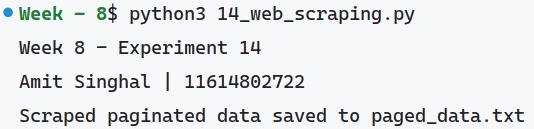 Week - 8$ python3 14_web_scraping.py
Week 8 - Experiment 14
Amit Singhal | 11614802722
Scraped paginated data saved to paged_data.txt